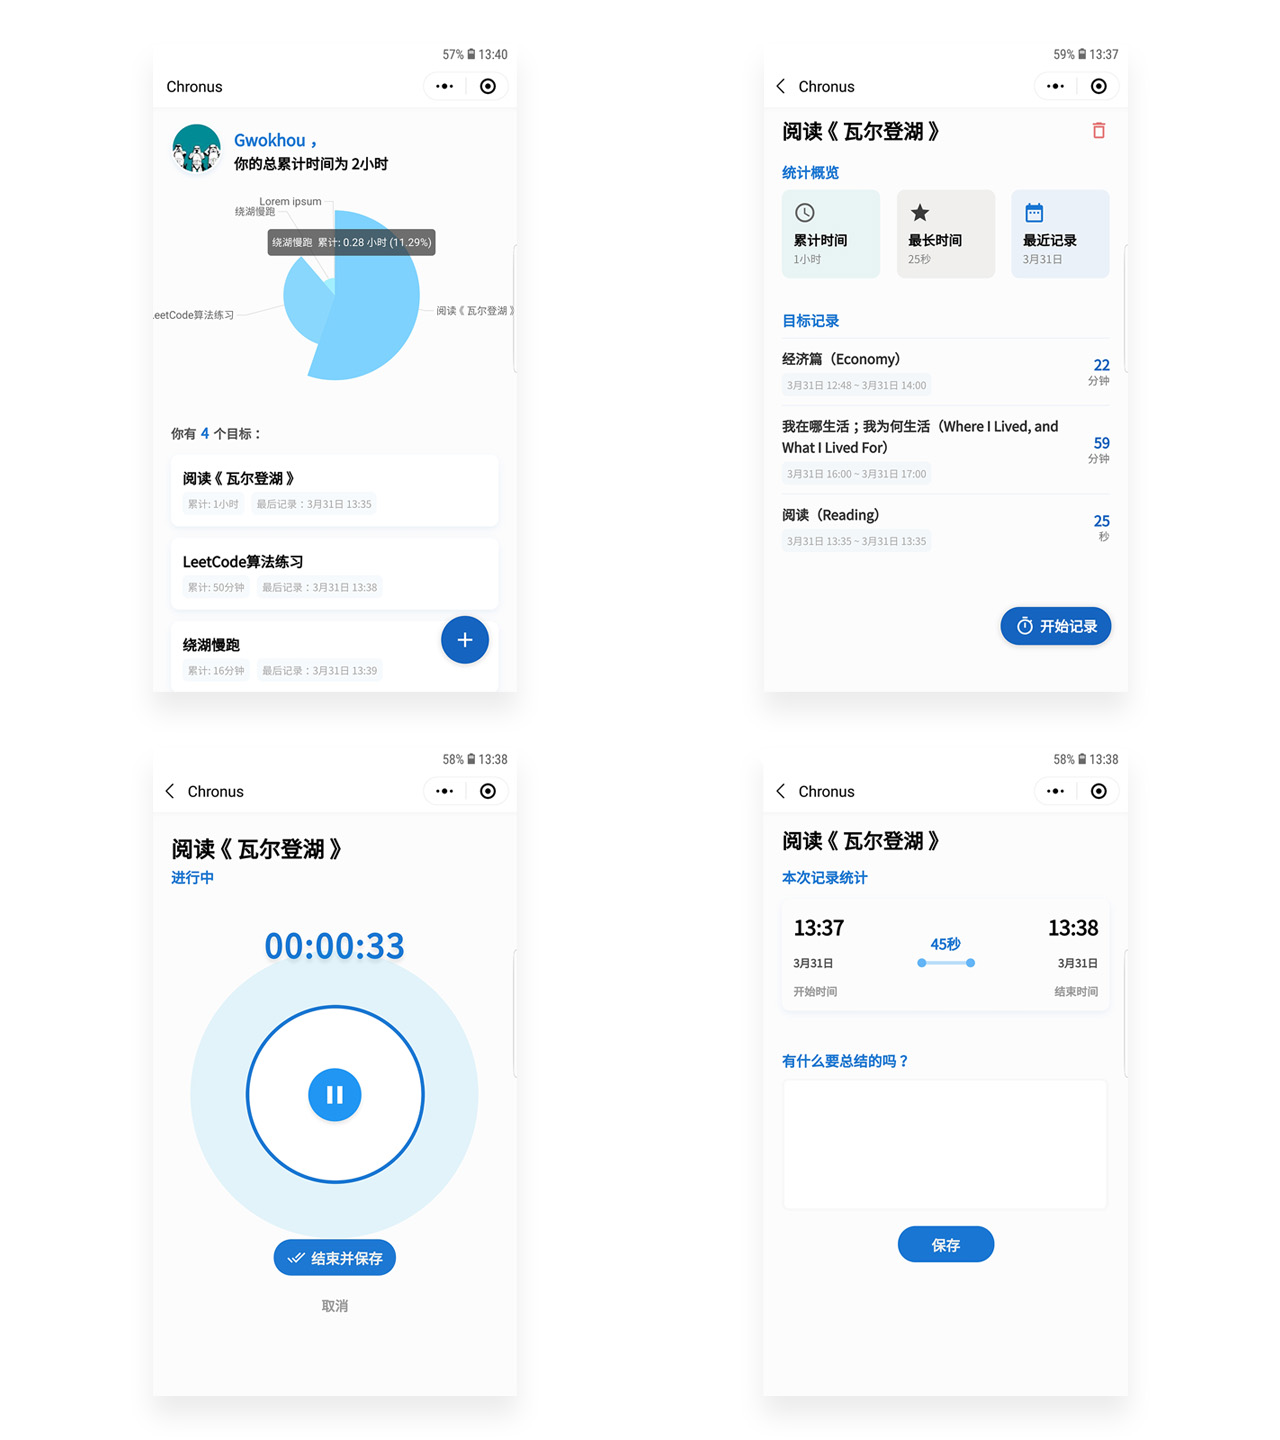 57% 13:40
Chronus
Gwokhou，
你的总累计时间为 2小时
Lorem ipsum
绕湖慢跑
绕湖慢跑 累计: 0.28 小时 (11.29%)
eetCode算法练习
阅读《瓦尔登湖》
你有 4 个目标：
阅读《瓦尔登湖》
累计: 1小时 最后记录：3月31日 13:35
LeetCode算法练习
累计: 50分钟 最后记录：3月31日 13:38
绕湖慢跑
累计: 16分钟 最后记录：3月31日 13:39
59% 13:37
Chronus
阅读《瓦尔登湖》
统计概览
累计时间
1小时
最长时间
25秒
最近记录
3月31日
目标记录
经济篇（Economy）
3月31日 12:48 ~ 3月31日 14:00
22
分钟
我在哪生活；我为何生活（Where I Lived, and
What I Lived For）
3月31日 16:00 ~ 3月31日 17:00
59
分钟
阅读（Reading）
3月31日 13:35 ~ 3月31日 13:35
25
秒
开始记录
58% 13:38
Chronus
阅读《瓦尔登湖》
进行中
00:00:33
结束并保存
取消
58% 13:38
Chronus
阅读《瓦尔登湖》
本次记录统计
13:37
3月31日
开始时间
45秒
13:38
3月31日
结束时间
有什么要总结的吗？
保存